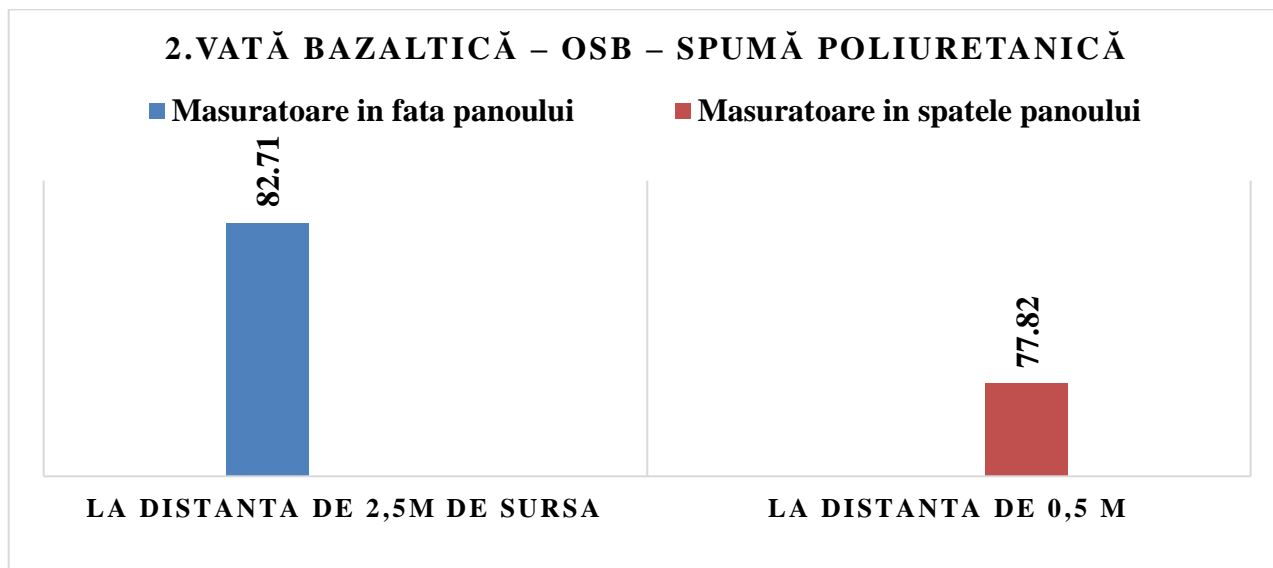 2.VATĂ BAZALTICĂ – OSB – SPUMĂ POLIURETANICĂ
Masuratoare in fata panoului
Masuratoare in spatele panoului
82.71
77.82
LA DISTANTA DE 2,5M DE SURSA
LA DISTANTA DE 0,5 M